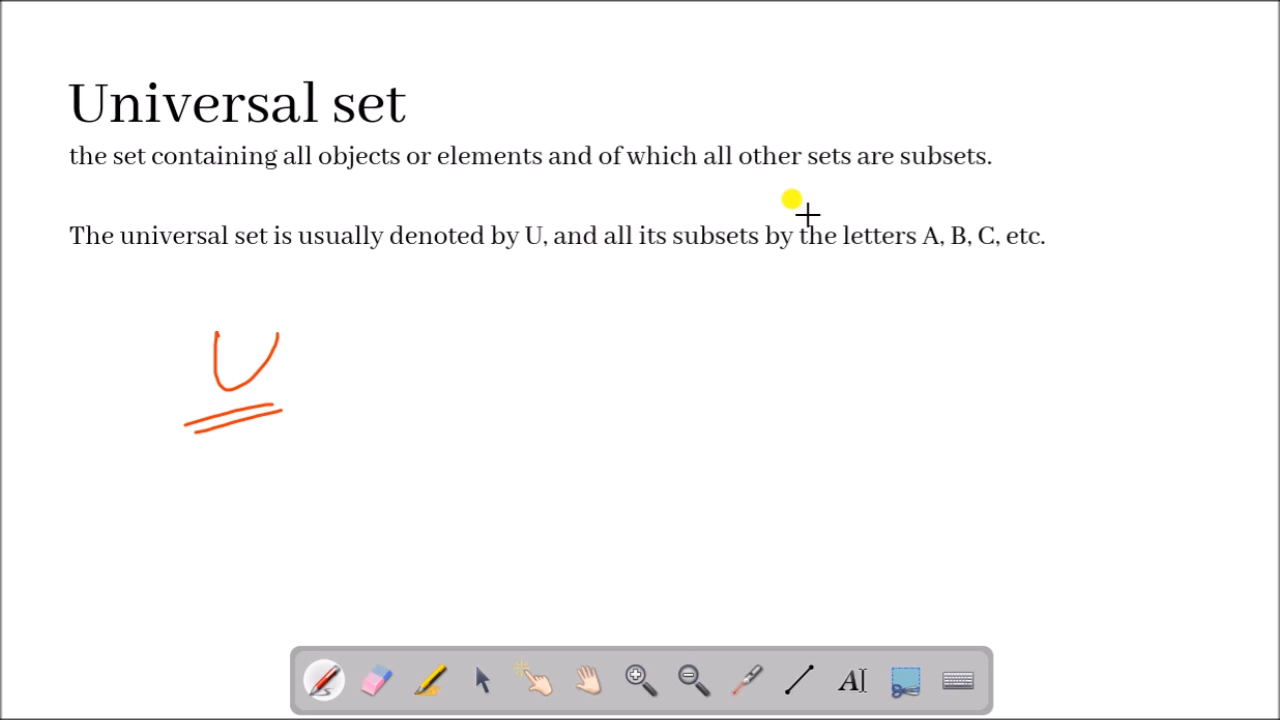 Universal set
the set containing all objects or elements and of which all other sets are subsets.
The universal set is usually denoted by U, and all its subsets by the letters A, B, C, etc.
U
AI